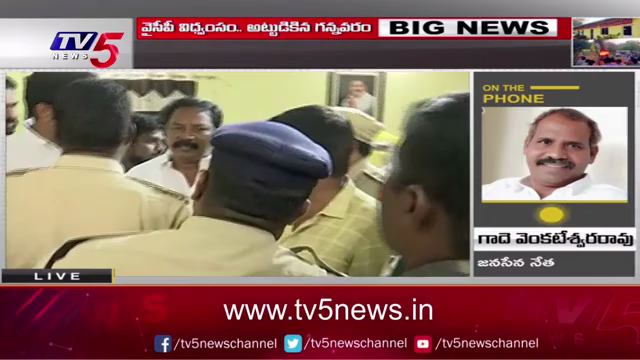 వైసీపీ విధ్వంసం.. అట్టుడికిన గన్నవరం
BIG NEWS
TV5
NEWS
ON THE
PHONE
గాదె వెంకటేశ్వరరావు
జనసేన నేత
LIVE
www.tv5news.in
/tv5newschannel
/tv5newschannel
/tv5newschannel